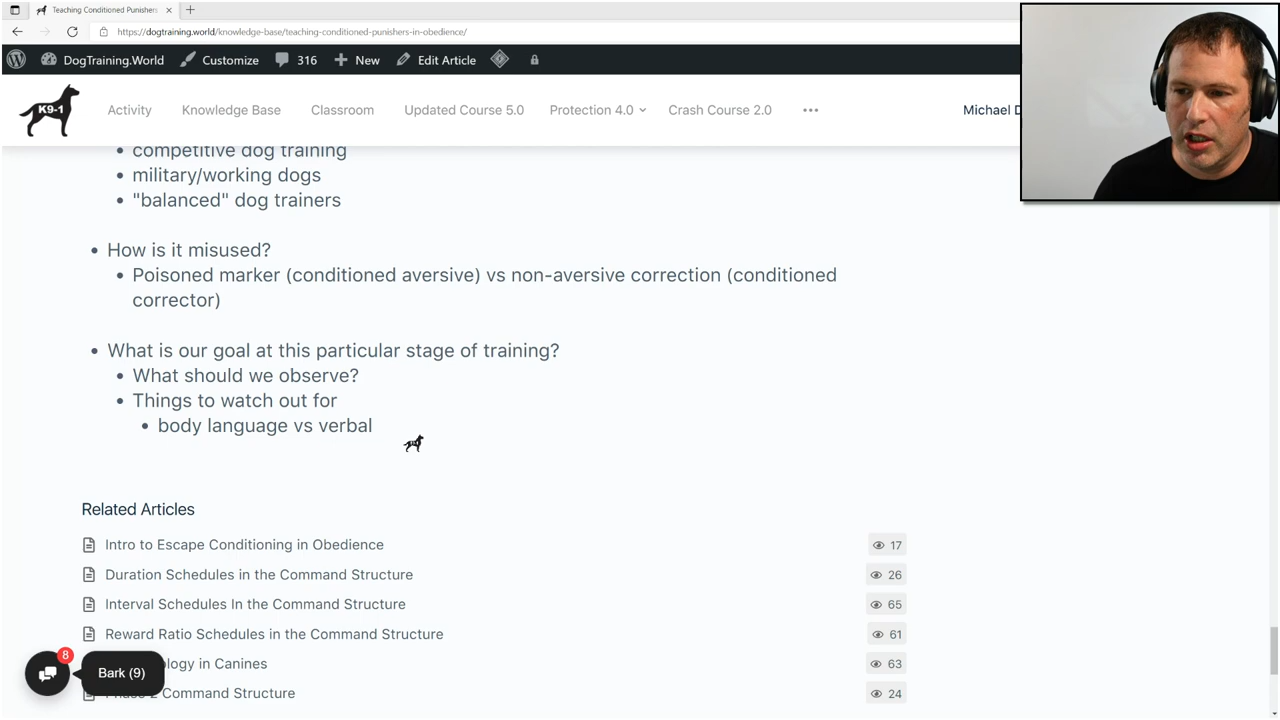 Teaching Conditioned Punishers
https://dogtraining.world/knowledge-base/teaching-conditioned-punishers-in-obedience/
DogTraining.World
Customize
316
New
Edit Article
K9-1
Activity
Knowledge Base
Classroom
Updated Course 5.0
Protection 4.0
Crash Course 2.0
Michael D
competitive dog training
military/working dogs
"balanced" dog trainers
How is it misused?
Poisoned marker (conditioned aversive) vs non-aversive correction (conditioned
corrector)
What is our goal at this particular stage of training?
What should we observe?
Things to watch out for
body language vs verbal
Related Articles
Intro to Escape Conditioning in Obedience 17
Duration Schedules in the Command Structure 26
Interval Schedules In the Command Structure 65
Reward Ratio Schedules in the Command Structure 61
in Canines 63
8
Bark (9)
2 Command Structure 24